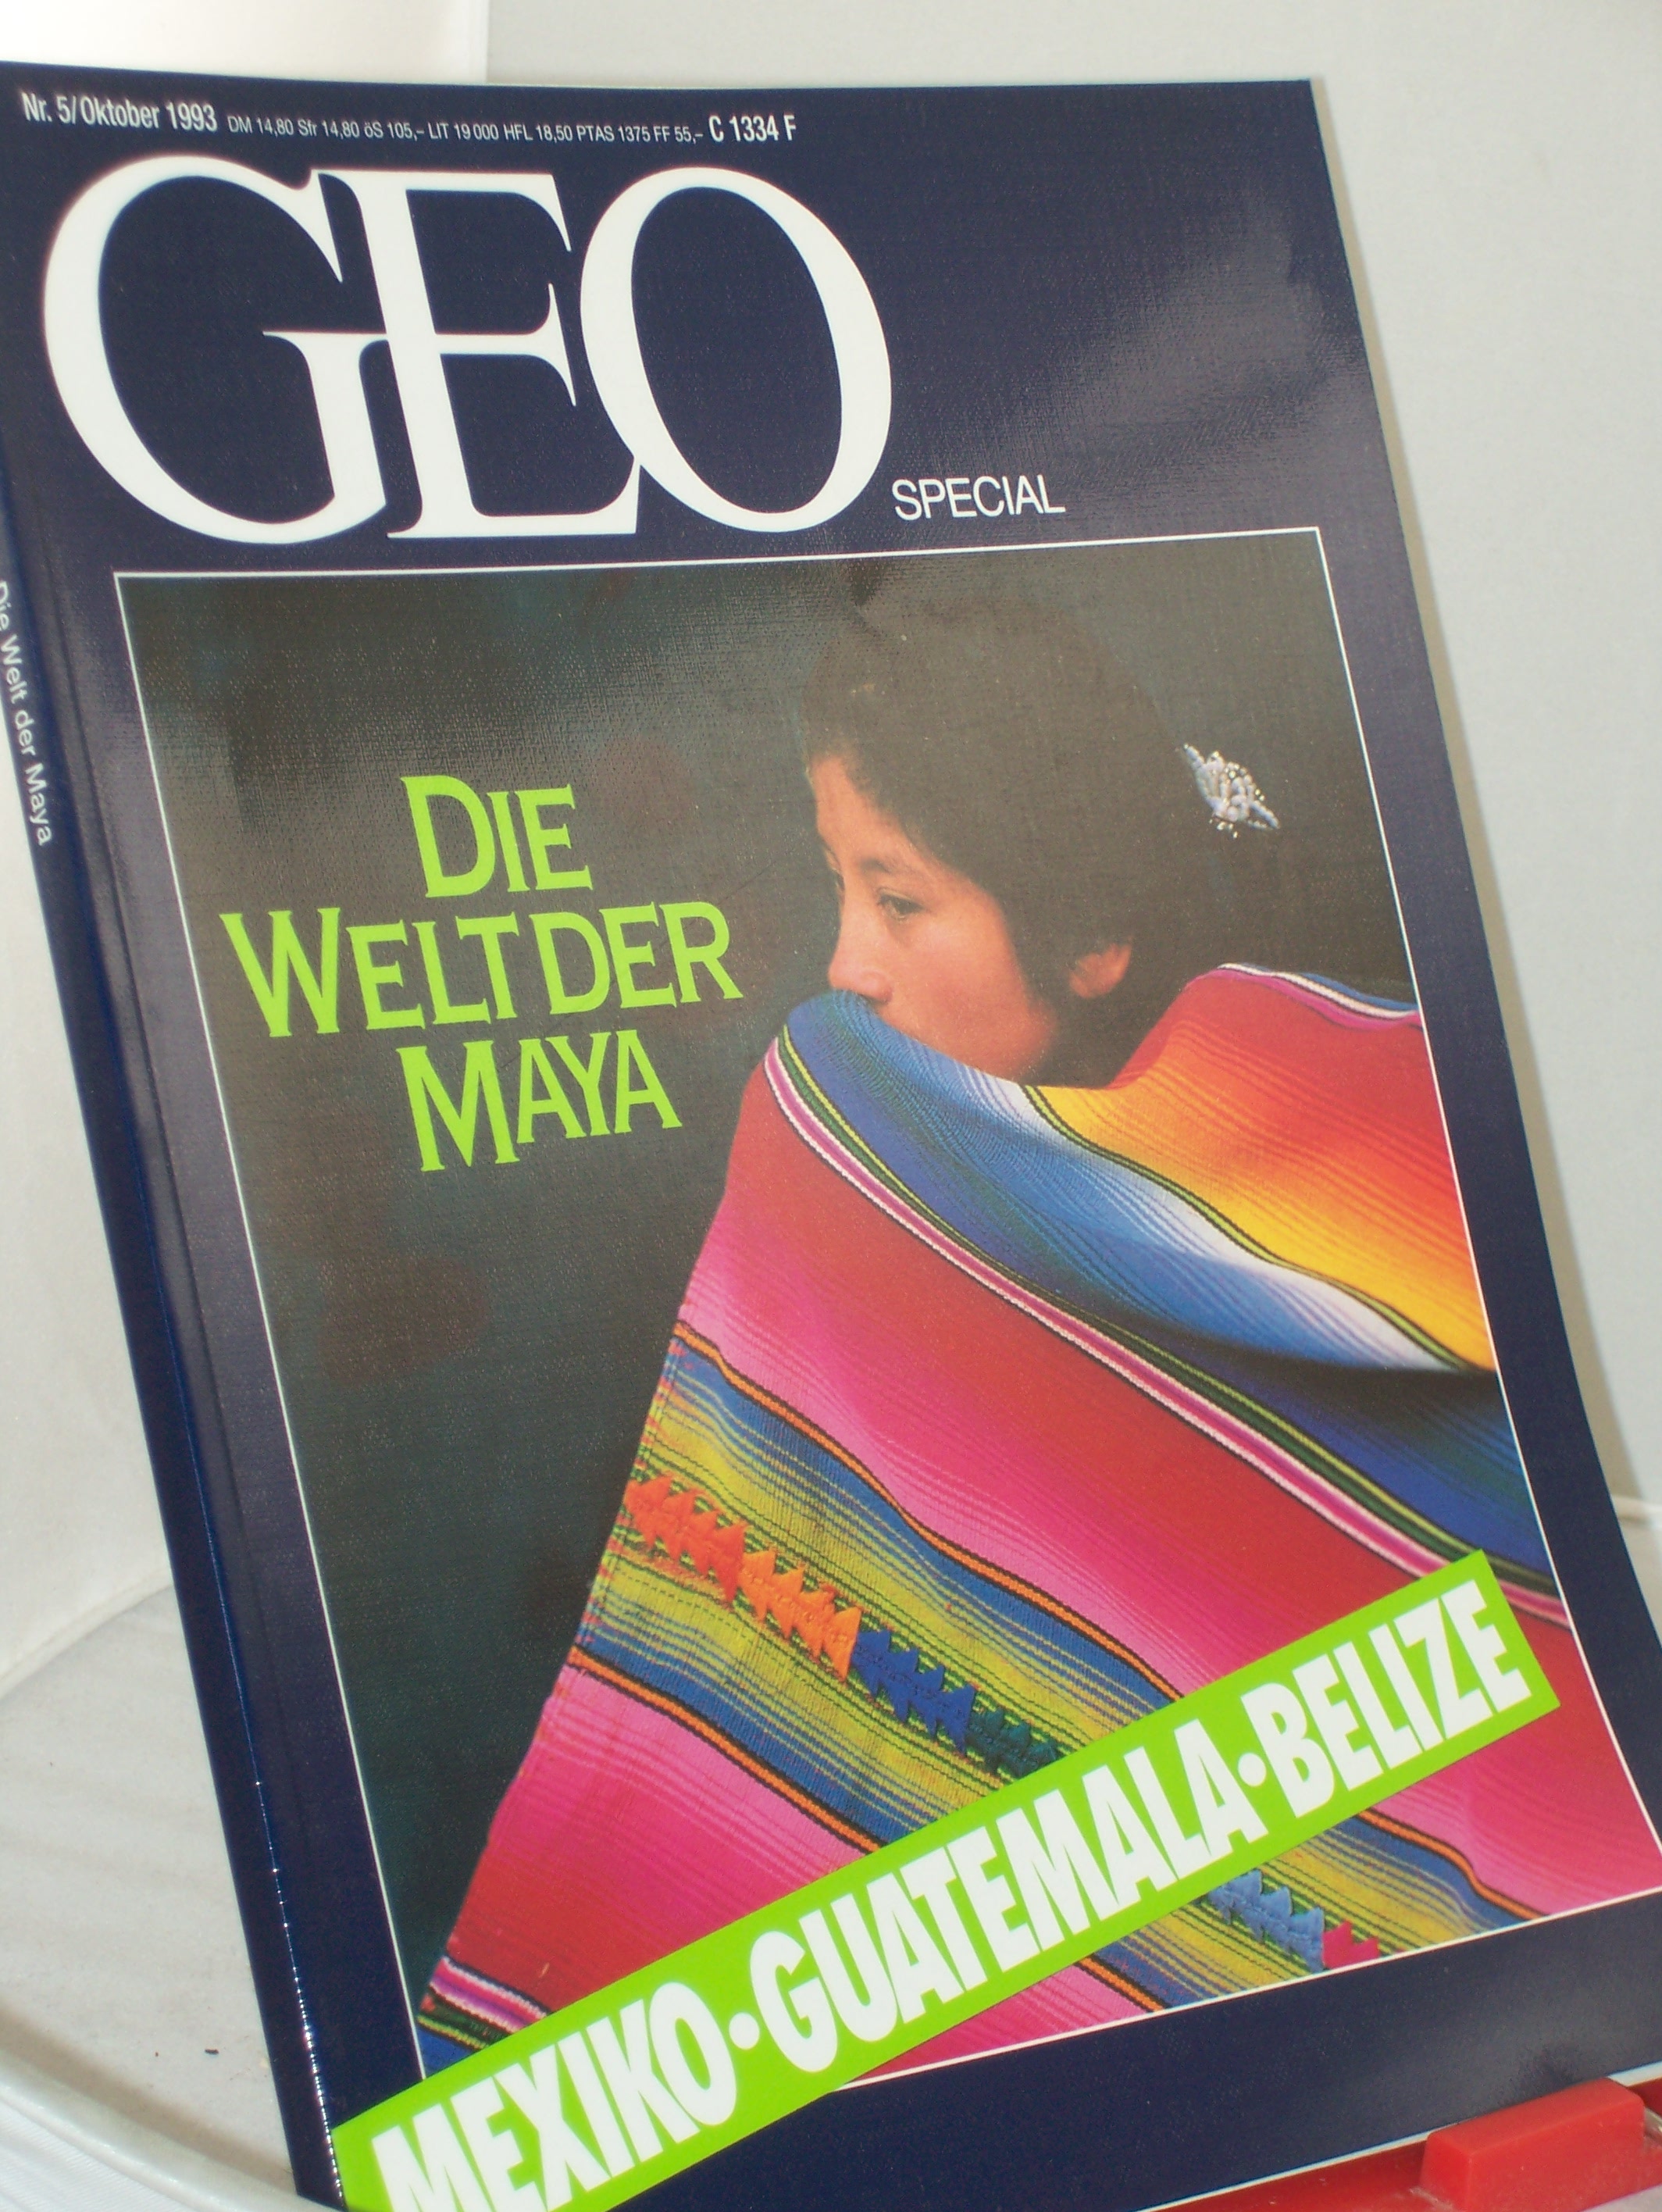 Nr. 5/Oktober 1993 DM 14,80 Sfr 14,80 öS 105,– LIT 19 000 HFL 18,50 PTAS 1375 FF 55,– C 1334 F
GEO
SPECIAL
DIE
WELT DER
MAYA
MEXIKO·GUATEMALA·BELIZE
Die Welt der Maya